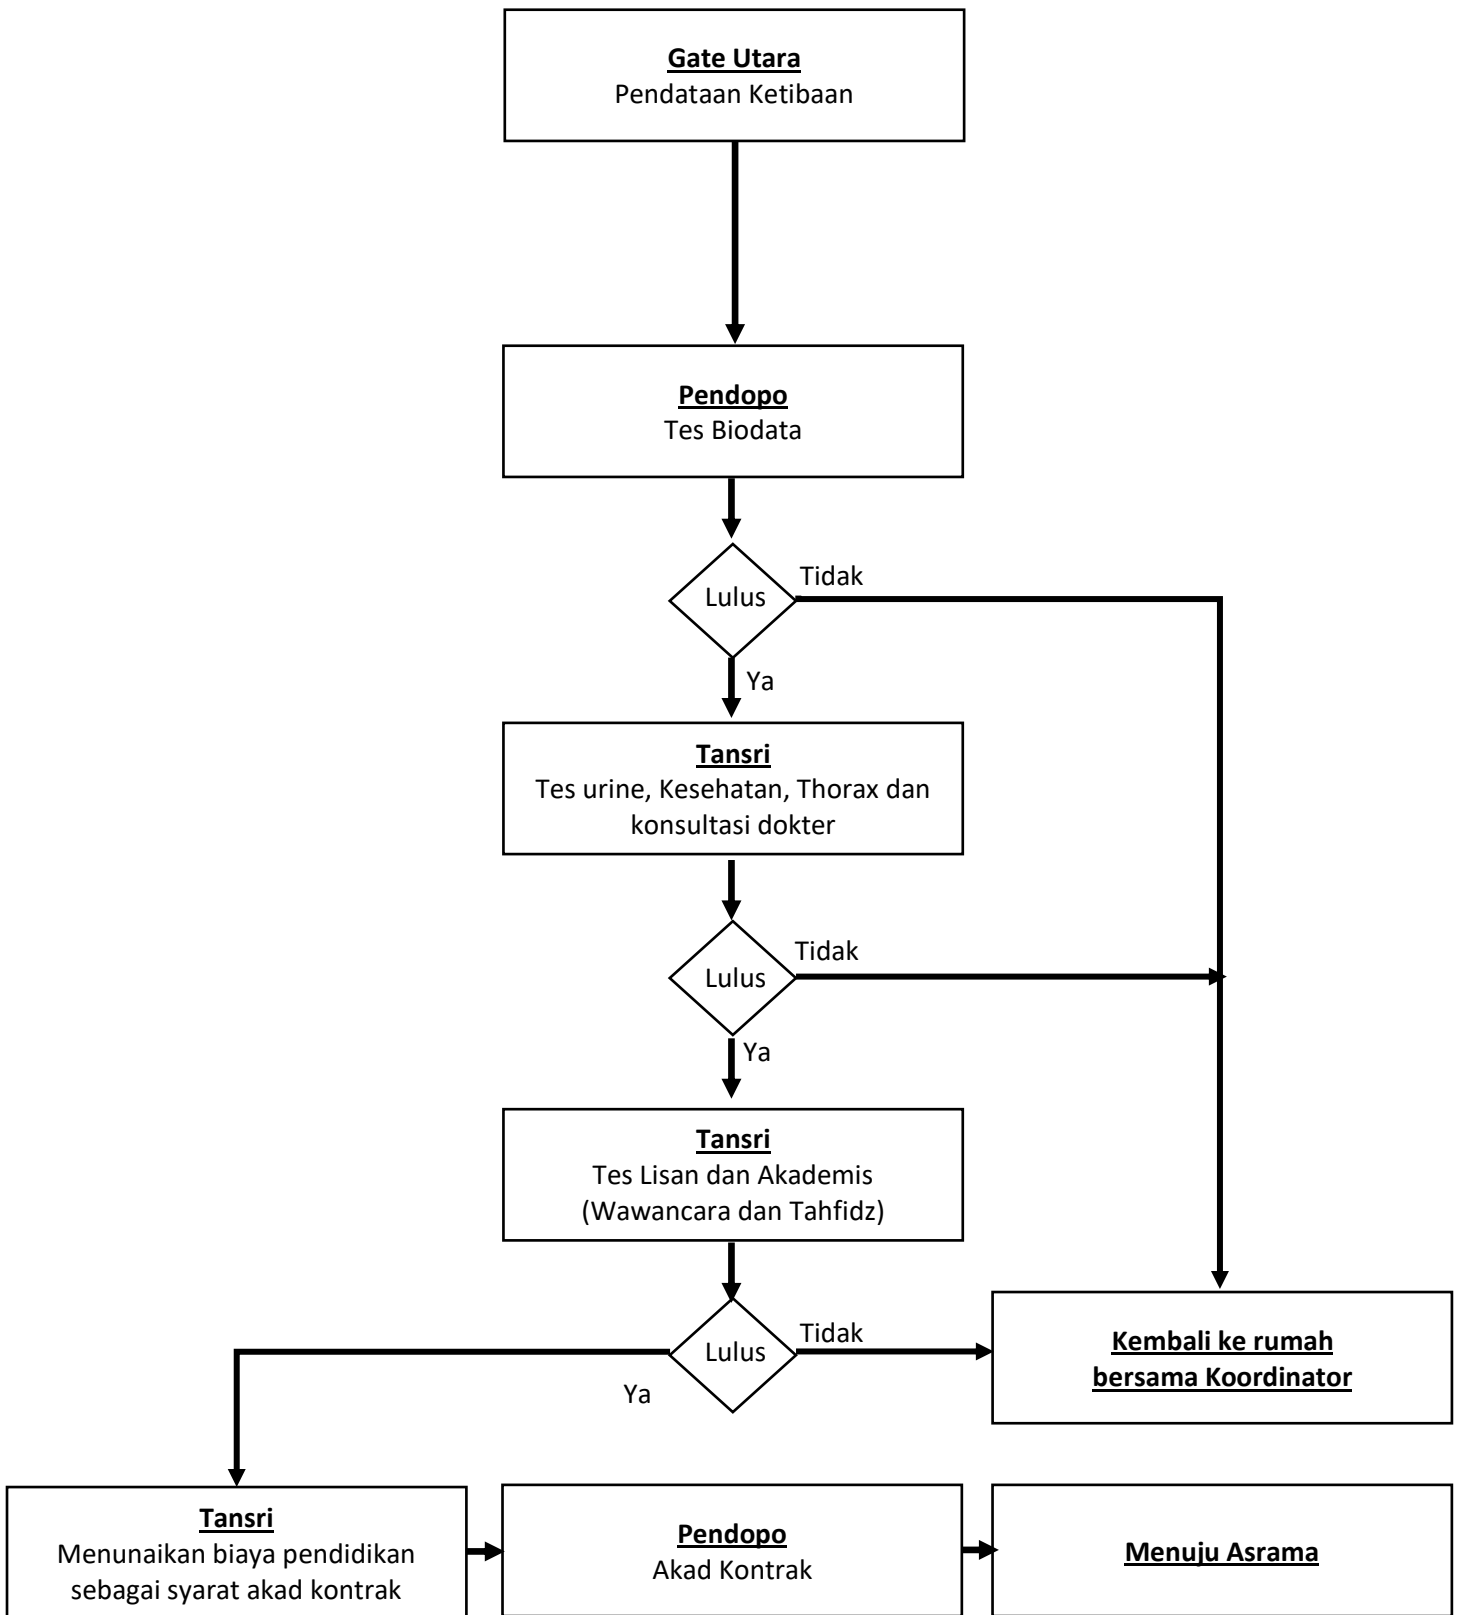 Gate Utara
Pendataan Ketibaan
Pendopo
Tes Biodata
Lulus
Tidak
Ya
Tansri
Tes urine, Kesehatan, Thorax dan
konsultasi dokter
Lulus
Tidak
Ya
Tansri
Tes Lisan dan Akademis
(Wawancara dan Tahfidz)
Lulus
Tidak
Ya
Kembali ke rumah
bersama Koordinator
Tansri
Menunaikan biaya pendidikan
sebagai syarat akad kontrak
Pendopo
Akad Kontrak
Menuju Asrama